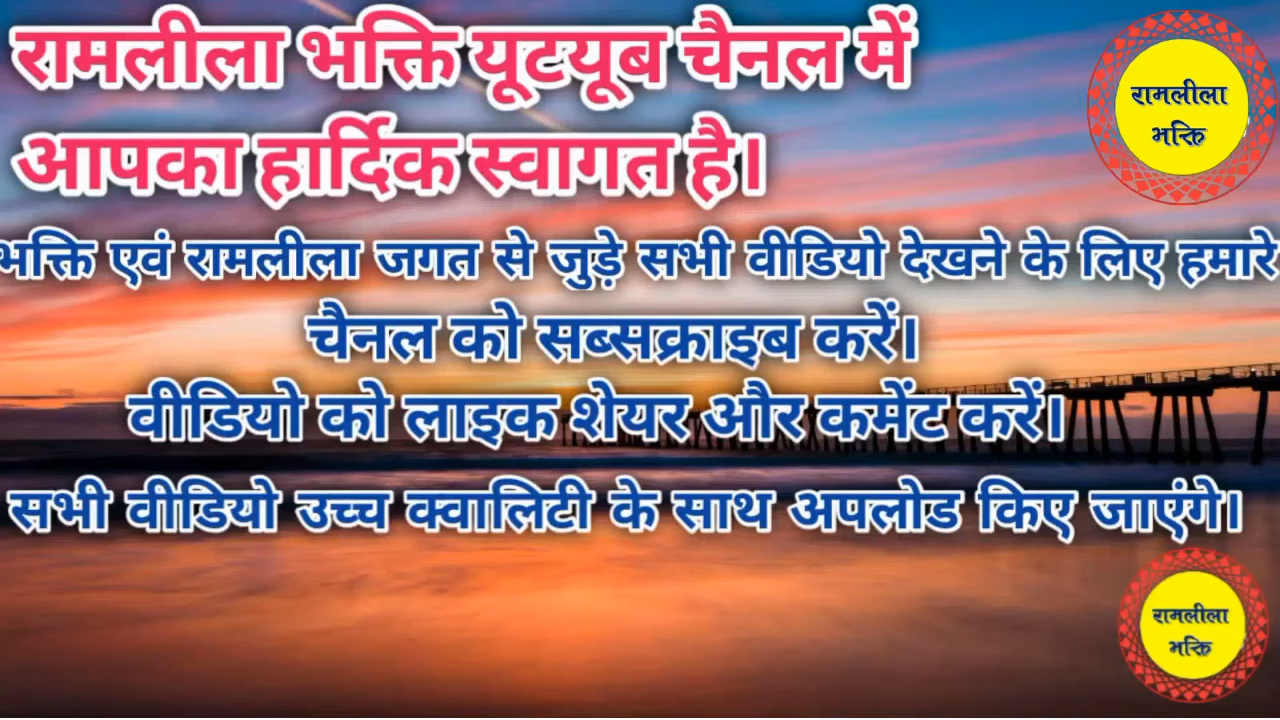 रामलीला भक्ति यूटयूब चैनल में
आपका हार्दिक स्वागत है।
रामलीला
भक्ति
भक्ति एवं रामलीला जगत से जुड़े सभी वीडियो देखने के लिए हमारे
चैनल को सब्सक्राइब करें।
वीडियो को लाइक शेयर और कमेंट करें।
सभी वीडियो उच्च क्वालिटी के साथ अपलोड किए जाएंगे।
रामलीला
भक्ति